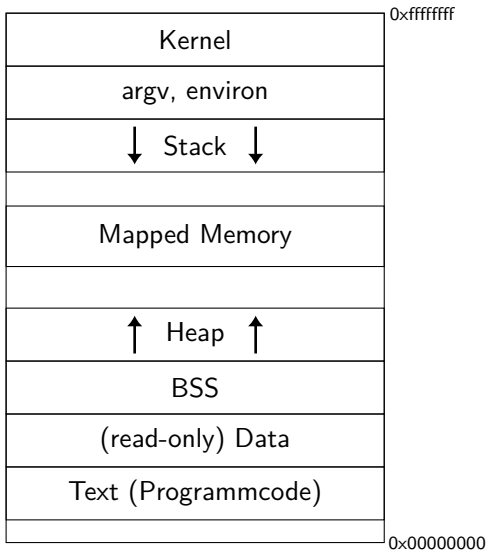 0xffffffff
Kernel
argv, environ
Stack
Mapped Memory
Heap
BSS
(read-only) Data
Text (Programmcode)
0x00000000